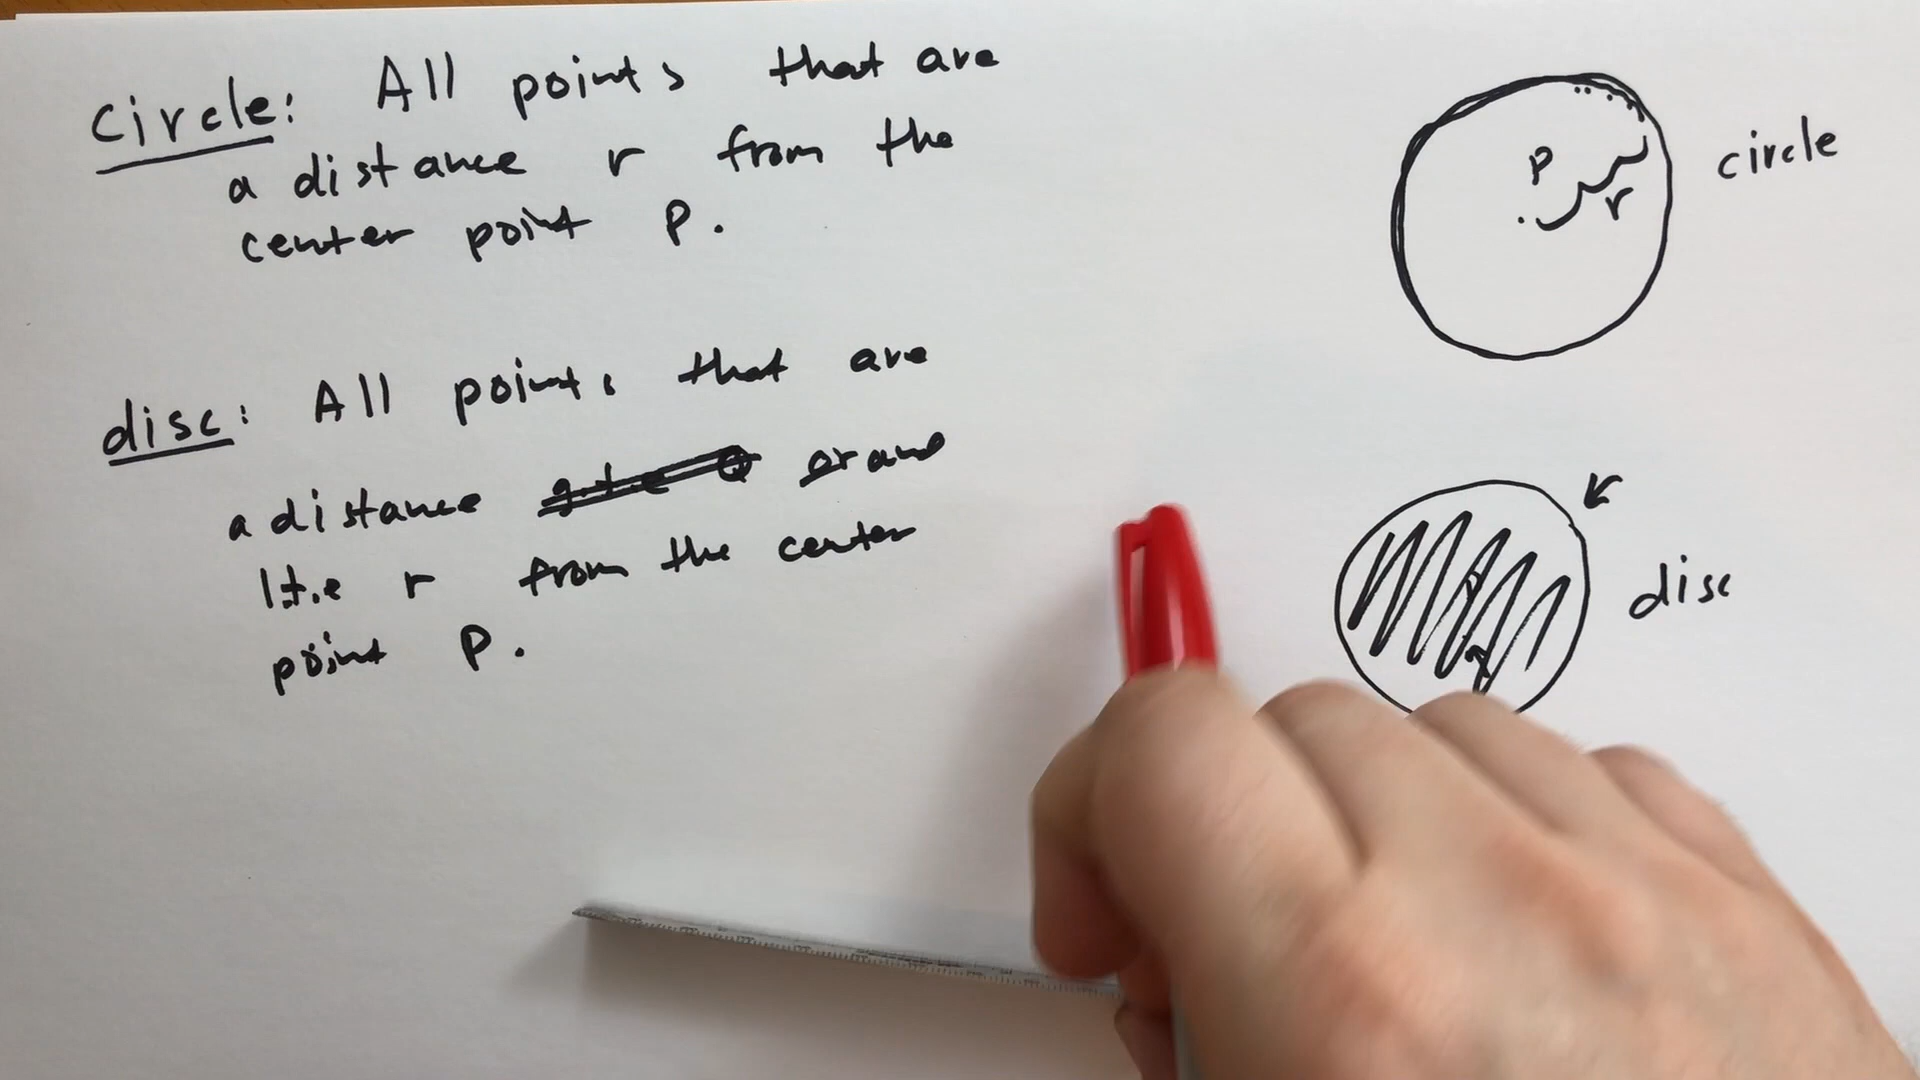 Circle: All points that are
a distance r from the
center point P.
disc: All points that are
a distance or and
l.t.e r from the center
point P.
P
r
circle
disc